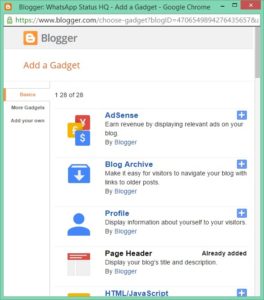 Blogger: WhatsApp Status HQ - Add a Gadget - Google Chrome
https://www.blogger.com/choose-gadget?blogID=4706549894276435657&
Blogger
Add a Gadget
Basics
More Gadgets
Add your own
1-28 of 28
AdSense
Earn revenue by displaying relevant ads on your
blog.
By Blogger
Blog Archive
Make it easy for visitors to navigate your blog with
links to older posts.
By Blogger
Profile
Display information about yourself to your visitors.
By Blogger
Page Header Already added
Display your blog's title and description.
By Blogger
HTML/JavaScript